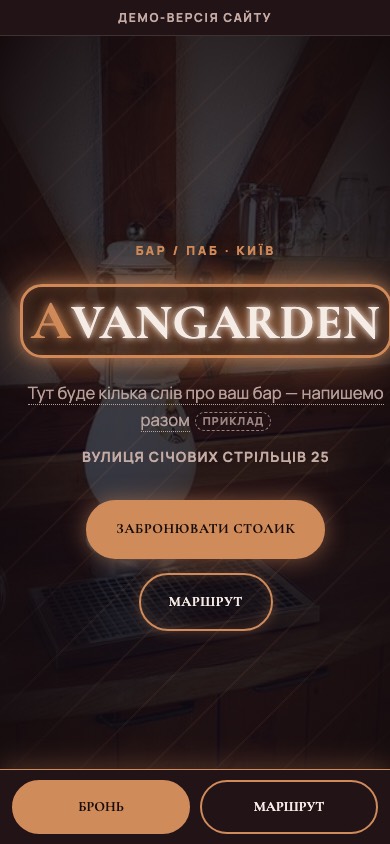 ДЕМО-ВЕРСІЯ САЙТУ
БАР / ПАБ · КИЇВ
AVANGARDEN
Тут буде кілька слів про ваш бар — напишемо
разом ПРИКЛАД
ВУЛИЦЯ СІЧОВИХ СТРІЛЬЦІВ 25
ЗАБРОНЮВАТИ СТОЛИК
МАРШРУТ
БРОНЬ МАРШРУТ